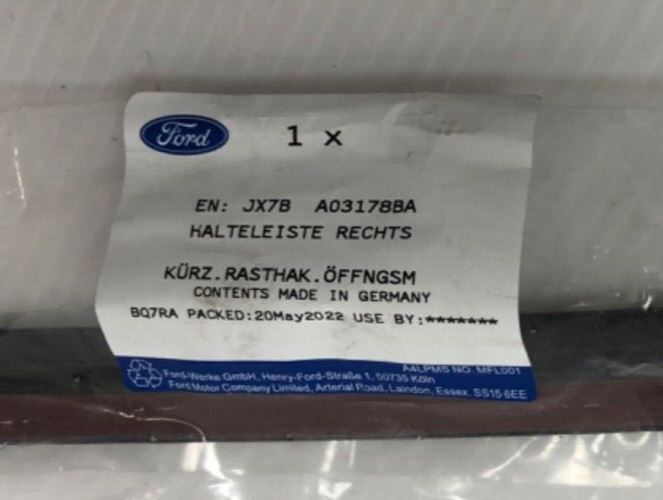 Ford
1 x
EN: JX7B A03178BA
HALTELEISTE RECHTS
KÜRZ.RASTHAK.ÖFFNGSM
CONTENTS MADE IN GERMANY
BQ7RA PACKED:20May2022 USE BY:*******
A4LPMS NO. MFL001
Ford-Werke GmbH, Henry-Ford-Straße 1, 50735 Köln
Ford Motor Company Limited, Arterial Road, Laindon, Essex. SS15 6EE